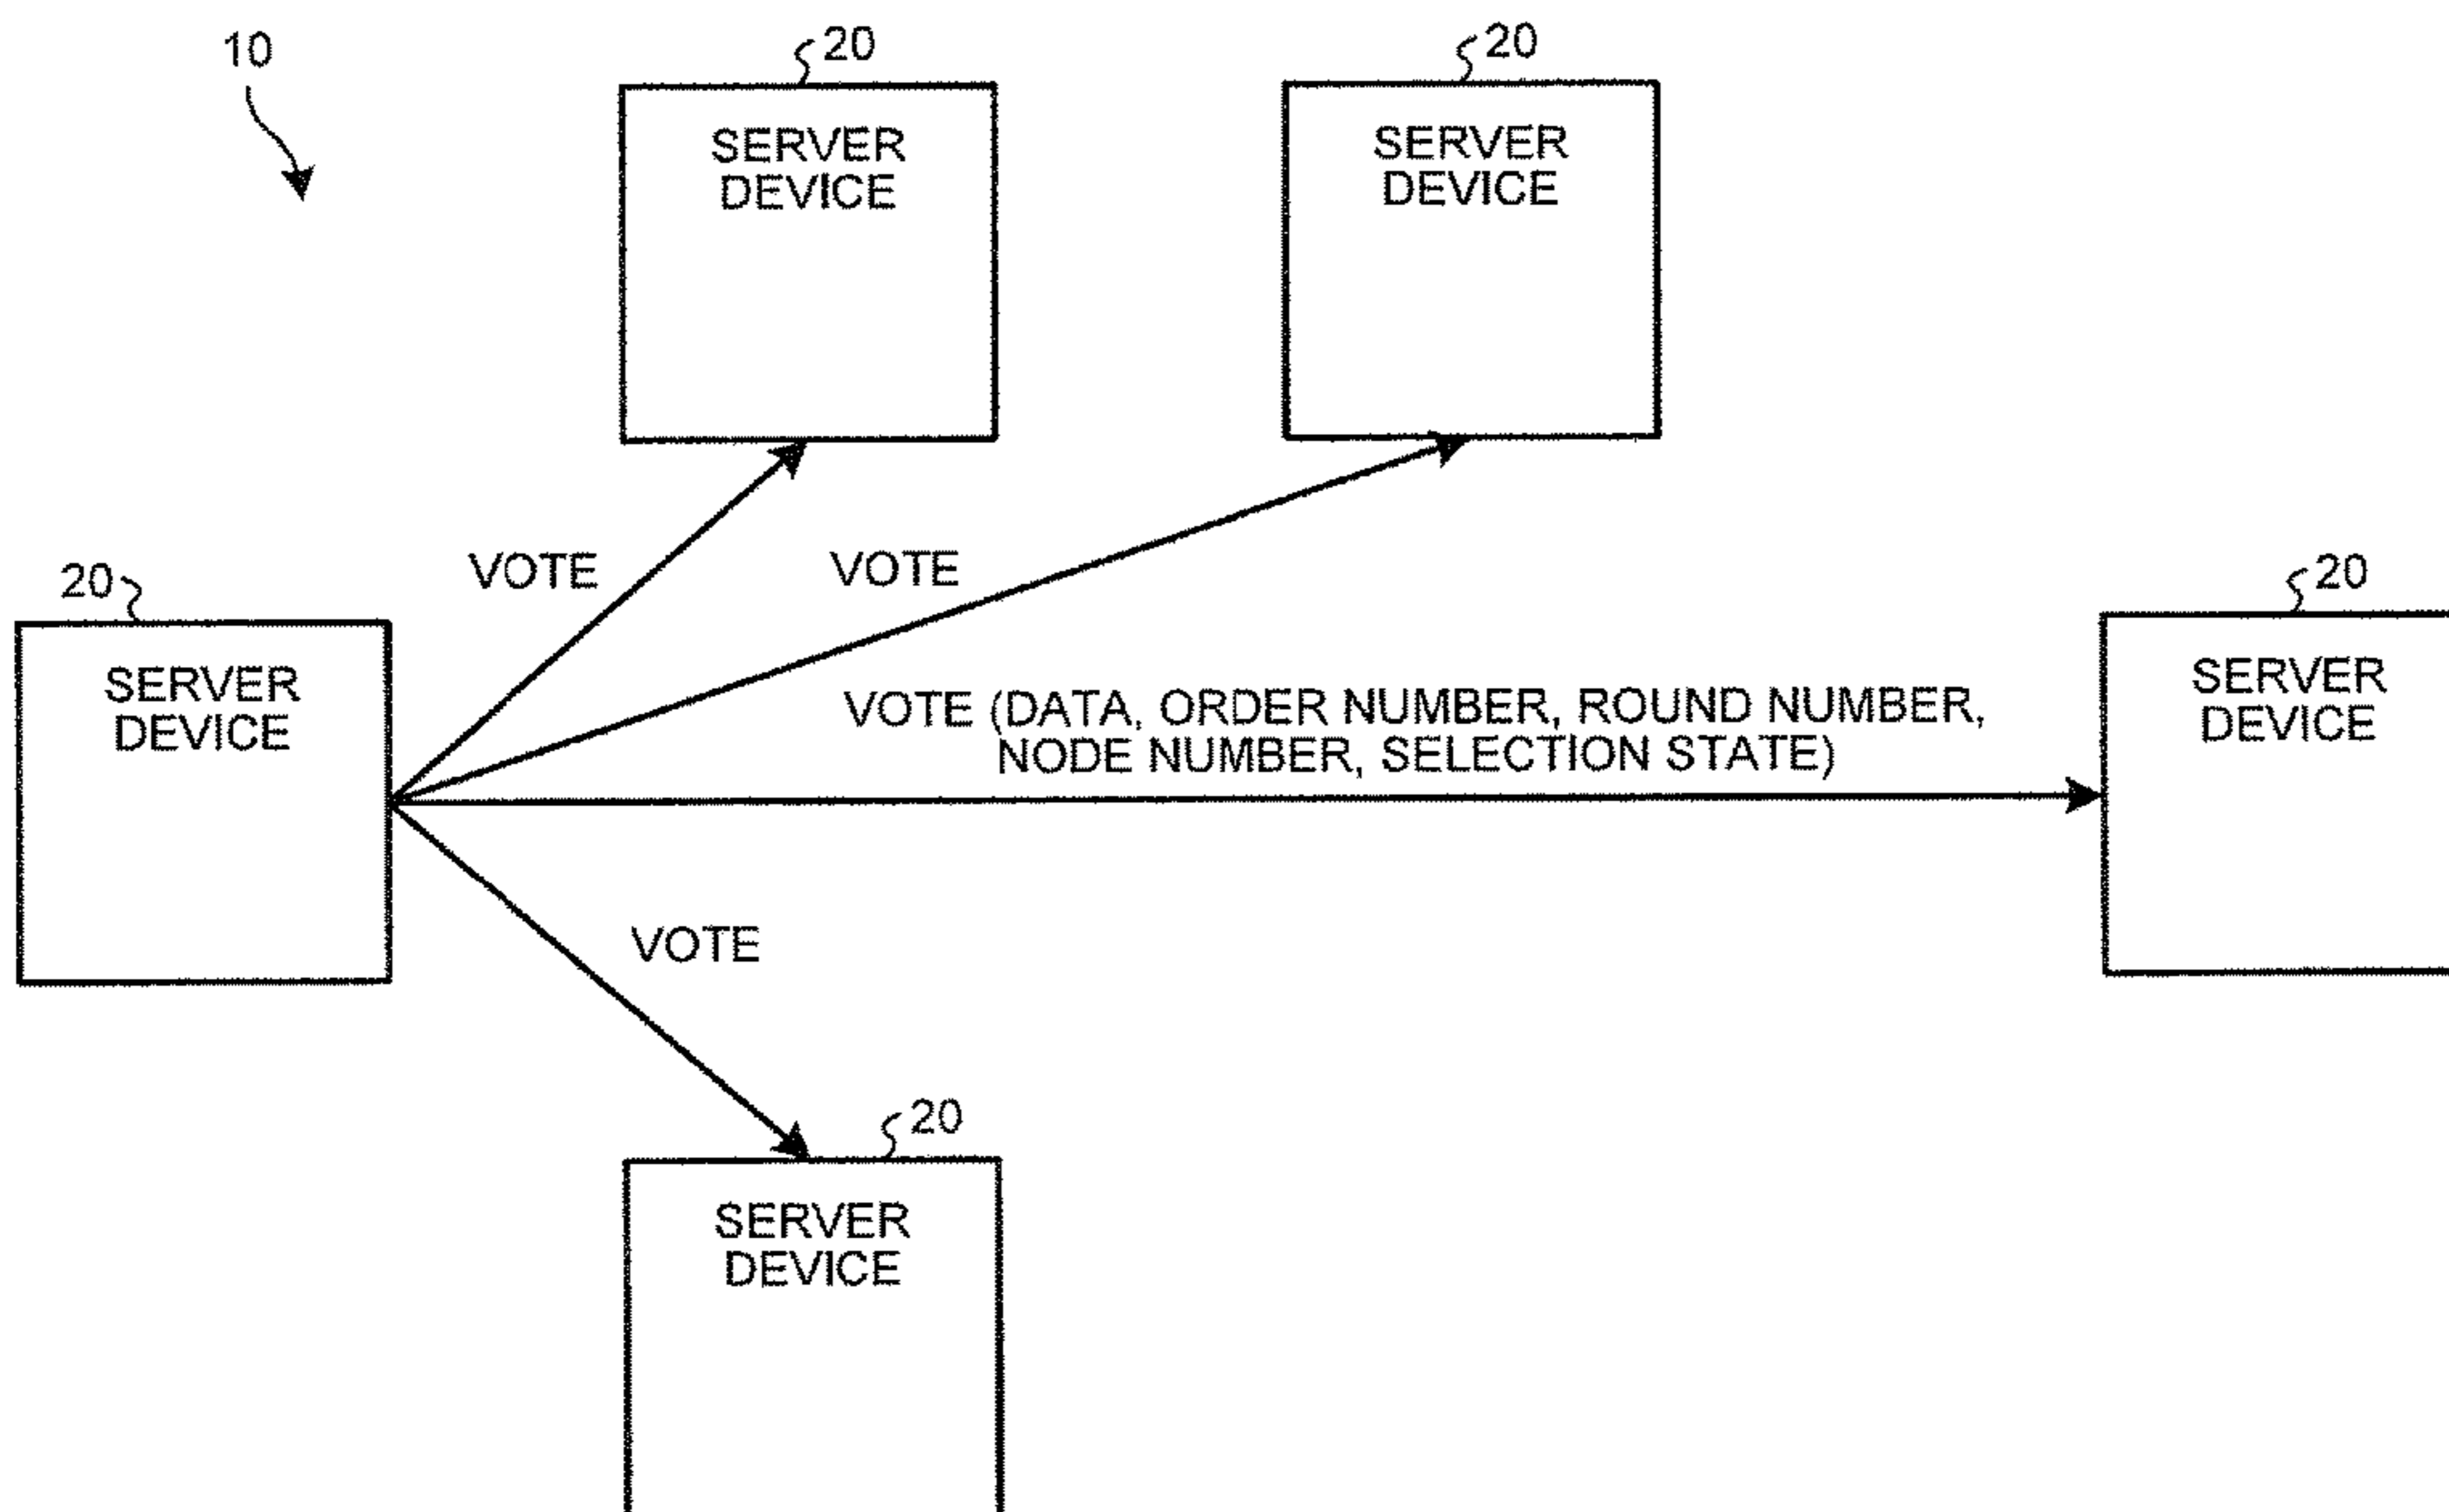 10
20
SERVER
DEVICE
20
SERVER
DEVICE
VOTE
VOTE
20
SERVER
DEVICE
VOTE (DATA, ORDER NUMBER, ROUND NUMBER,
NODE NUMBER, SELECTION STATE)
20
SERVER
DEVICE
VOTE
20
SERVER
DEVICE